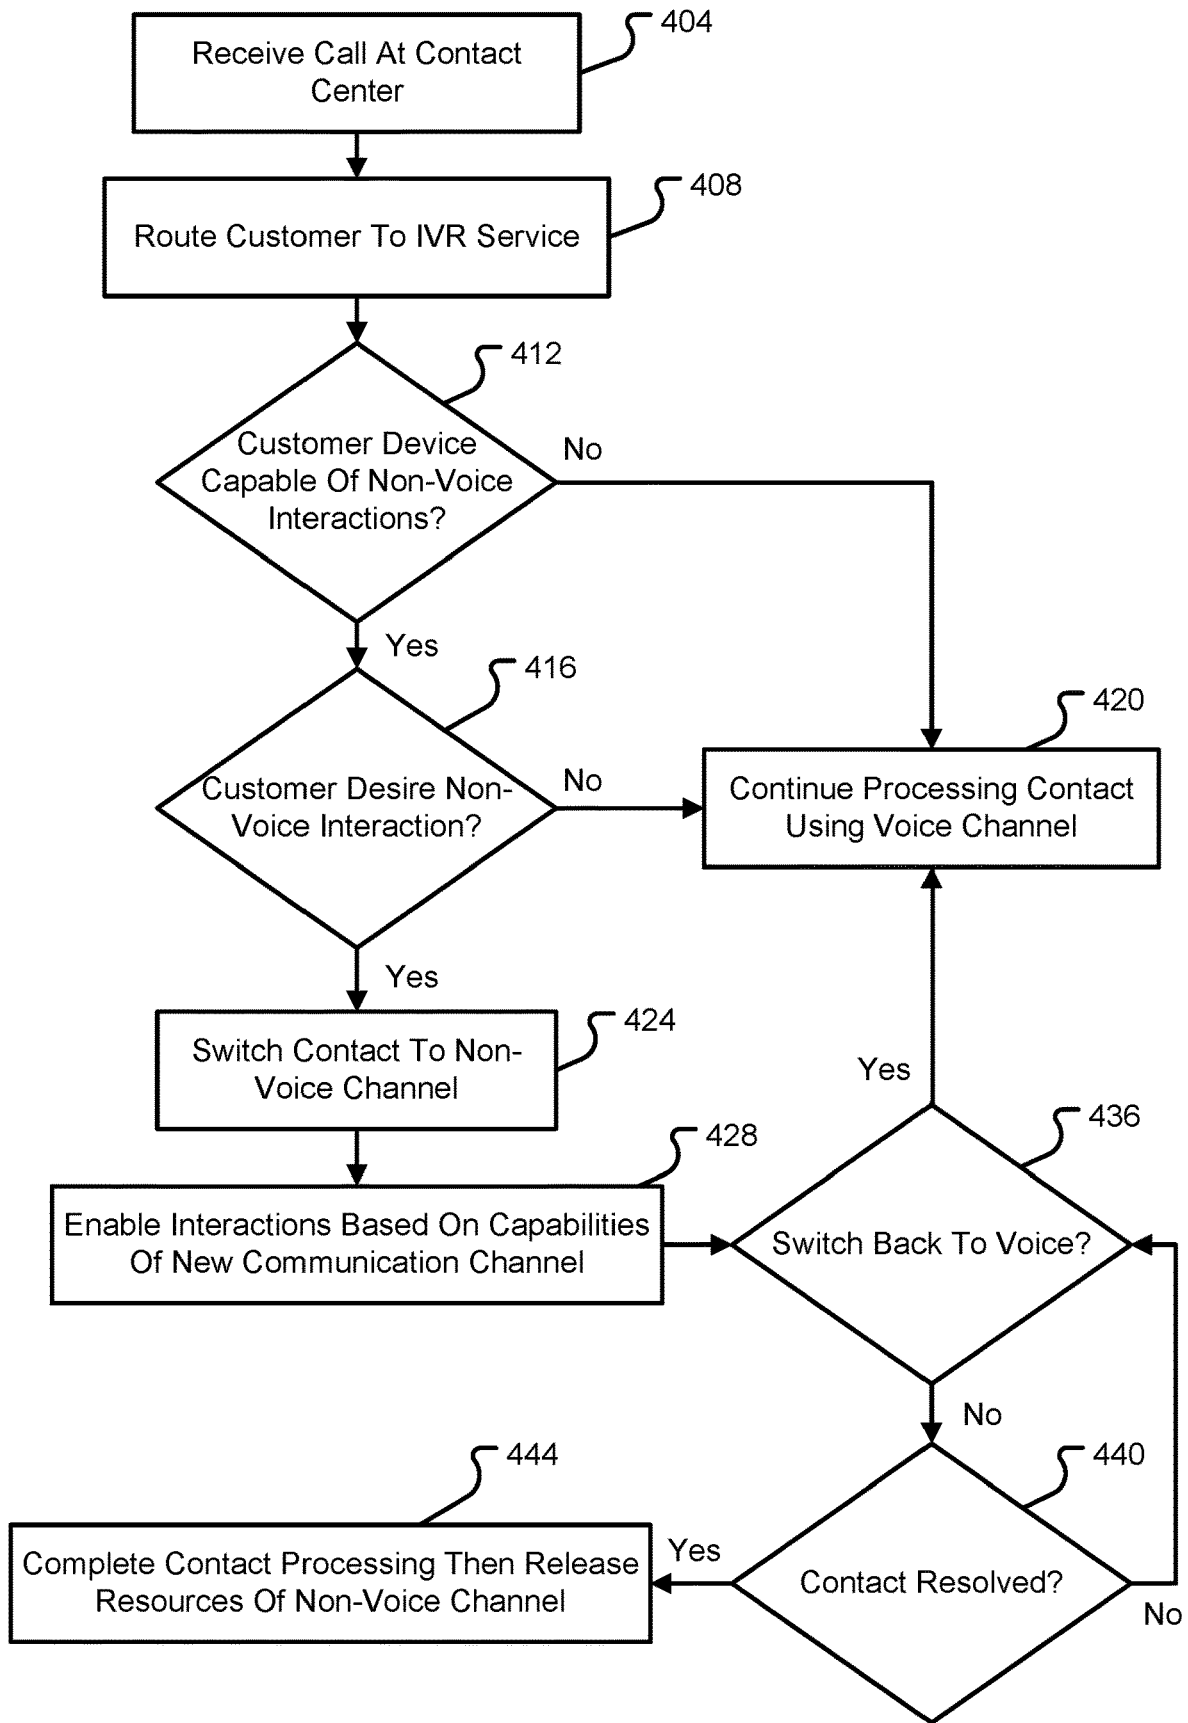 404
Receive Call At Contact
Center
408
Route Customer To IVR Service
412
Customer Device
Capable Of Non-Voice
Interactions?
No
Yes
416
Customer Desire Non-
Voice Interaction?
No
420
Continue Processing Contact
Using Voice Channel
Yes
424
Switch Contact To Non-
Voice Channel
Yes
428
Enable Interactions Based On Capabilities
Of New Communication Channel
436
Switch Back To Voice?
No
440
Contact Resolved?
Yes
No
444
Complete Contact Processing Then Release
Resources Of Non-Voice Channel